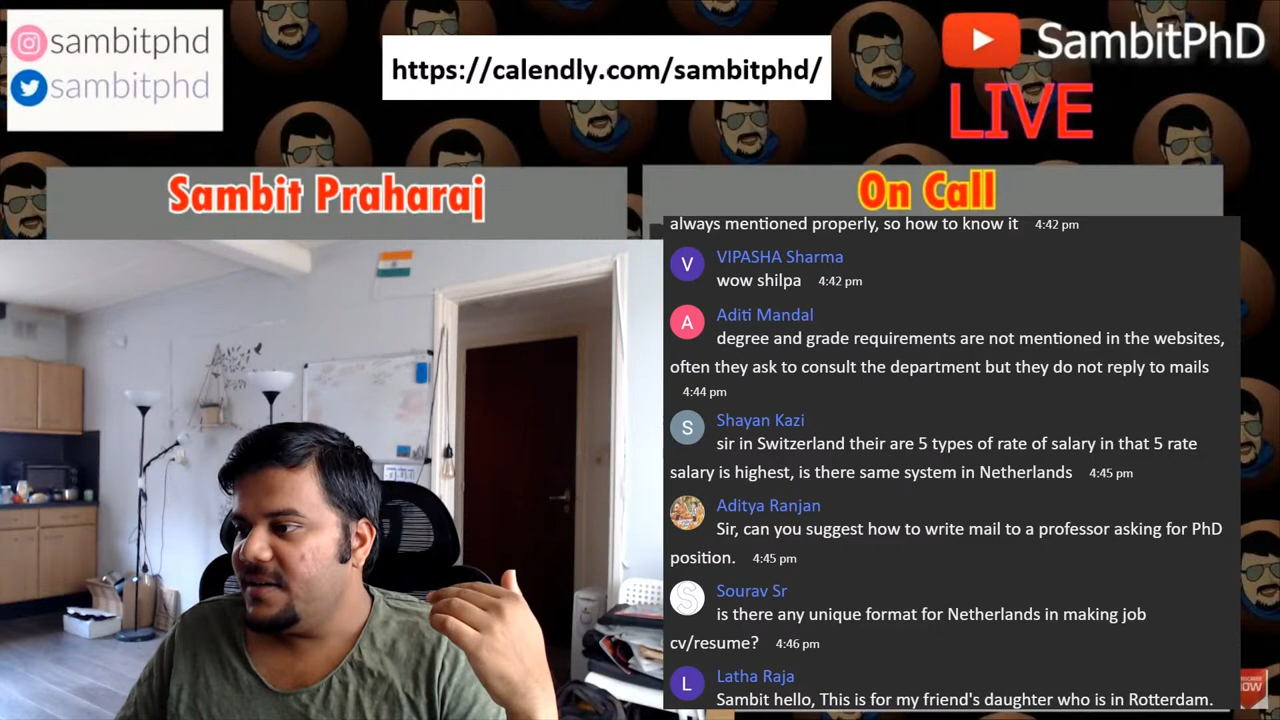 sambitphd
sambitphd
https://calendly.com/sambitphd/
SambitPhD
LIVE
Sambit Praharaj
On Call
always mentioned properly, so how to know it 4:42 pm
V VIPASHA Sharma
wow shilpa 4:42 pm
A Aditi Mandal
degree and grade requirements are not mentioned in the websites,
often they ask to consult the department but they do not reply to mails
4:44 pm
S Shayan Kazi
sir in Switzerland their are 5 types of rate of salary in that 5 rate
salary is highest, is there same system in Netherlands 4:45 pm
Aditya Ranjan
Sir, can you suggest how to write mail to a professor asking for PhD
position. 4:45 pm
S Sourav Sr
is there any unique format for Netherlands in making job
cv/resume? 4:46 pm
L Latha Raja
Sambit hello, This is for my friend's daughter who is in Rotterdam.